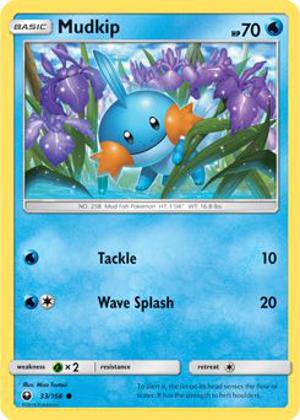 BASIC Mudkip HP70
NO. 258 Mud Fish Pokémon HT: 1'04" WT: 16.8 lbs.
Tackle 10
Wave Splash 20
weakness ×2 resistance retreat
Illus. Mina Nakai
33/168
To alert it, the fin on its head senses the flow of
water. It has the strength to heft boulders.